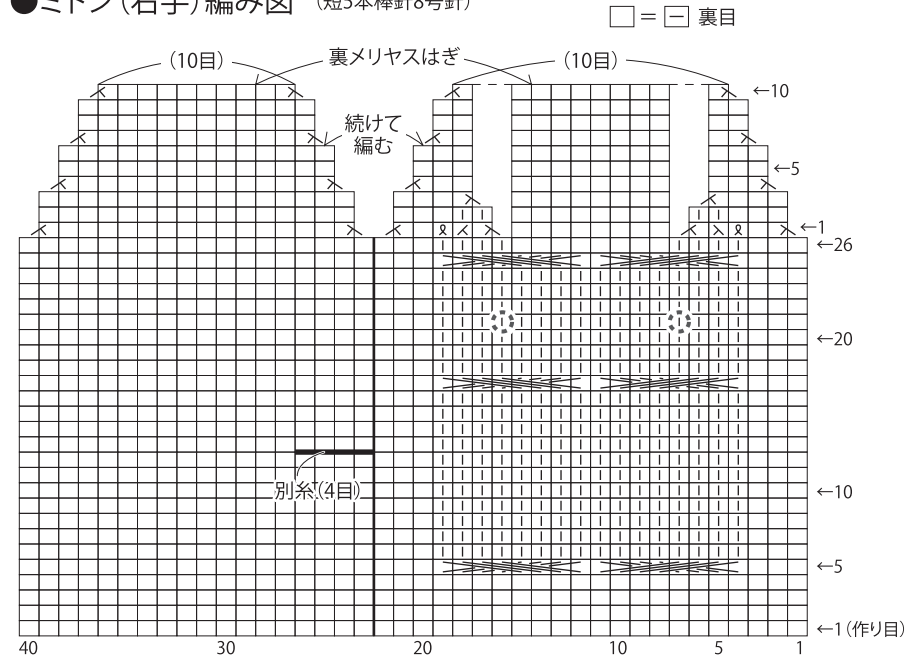 ●ミトン(右手)編み図 (短5本棒針8号針)
□=⊟ 裏目
(10目) 裏メリヤスはぎ (10目)
←10
続けて
編む
←5
←1
←26
←20
別糸(4目)
←10
←5
←1(作り目)
40 30 20 10 5 1